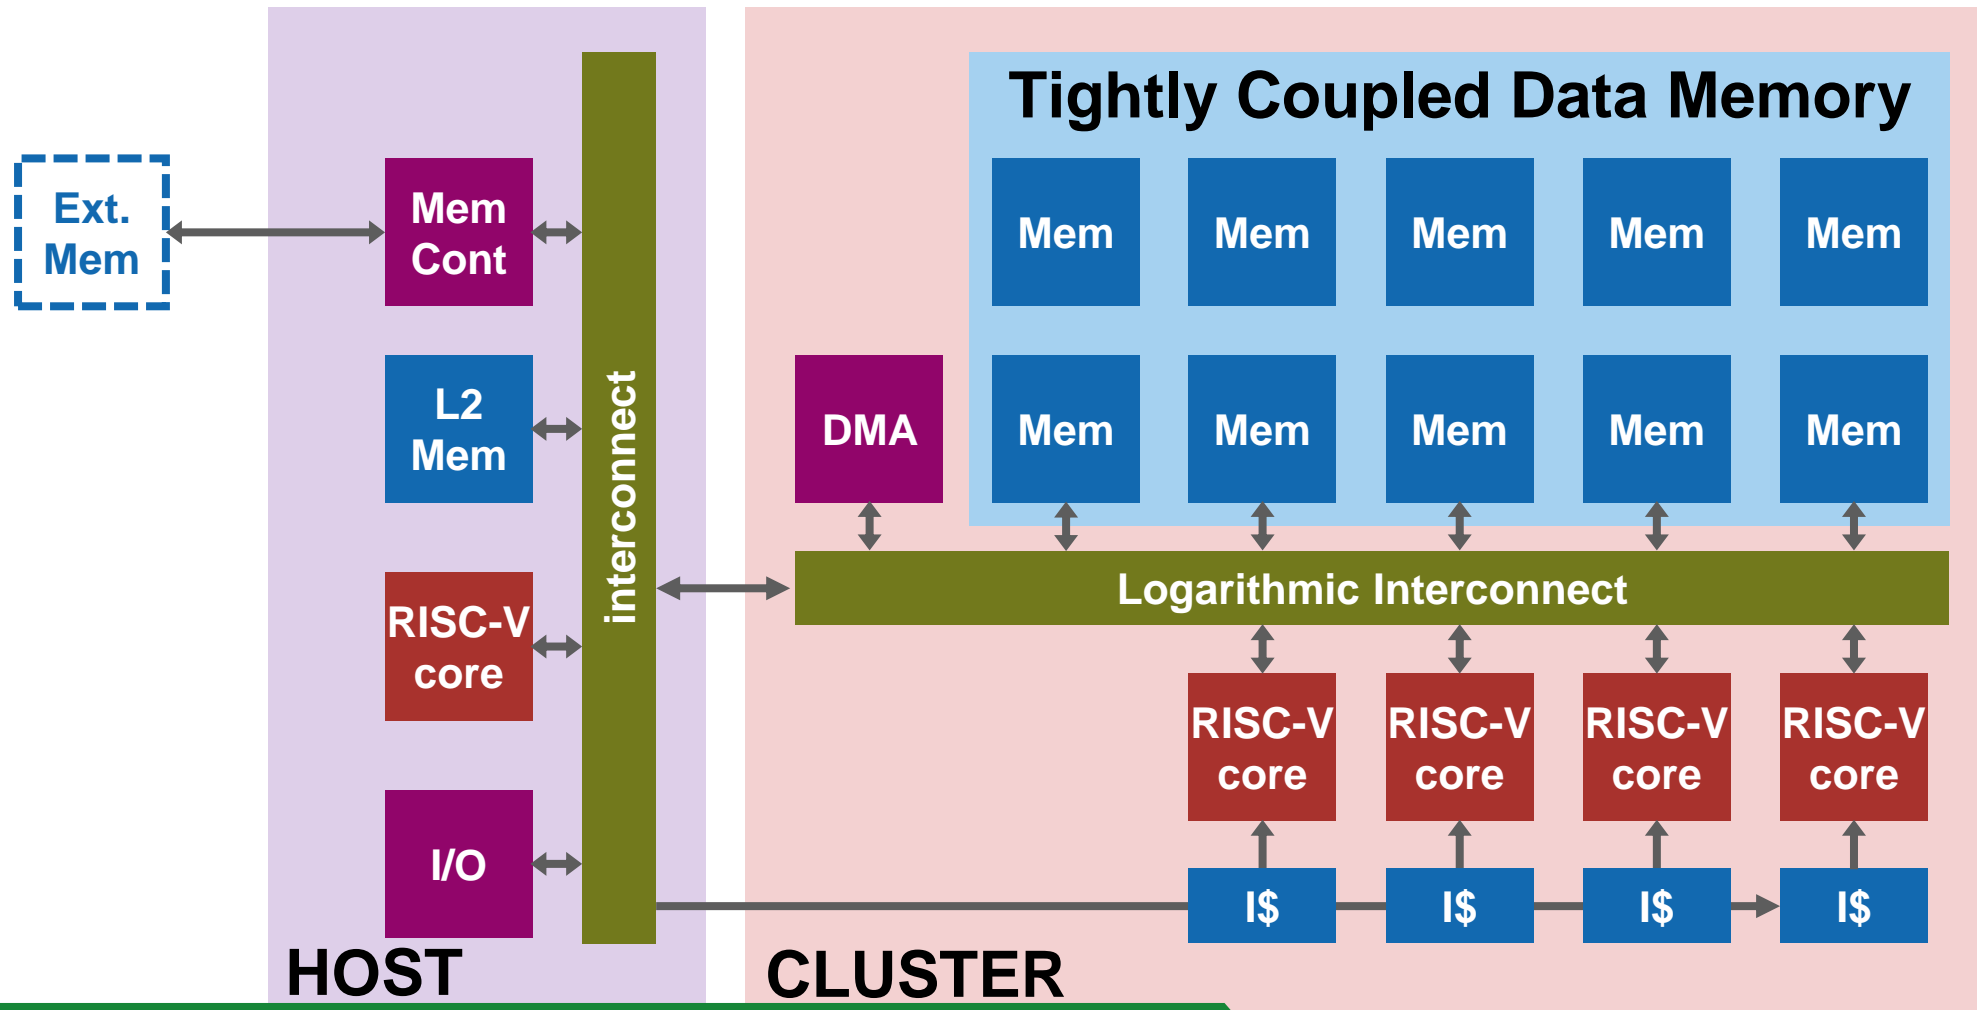 Tightly Coupled Data Memory
Ext.
Mem
Mem
Cont
Mem
Mem
Mem
Mem
Mem
L2
Mem
interconnect
DMA
Mem
Mem
Mem
Mem
Mem
Logarithmic Interconnect
RISC-V
core
RISC-V
core
RISC-V
core
RISC-V
core
RISC-V
core
I/O
I$
I$
I$
I$
HOST
CLUSTER